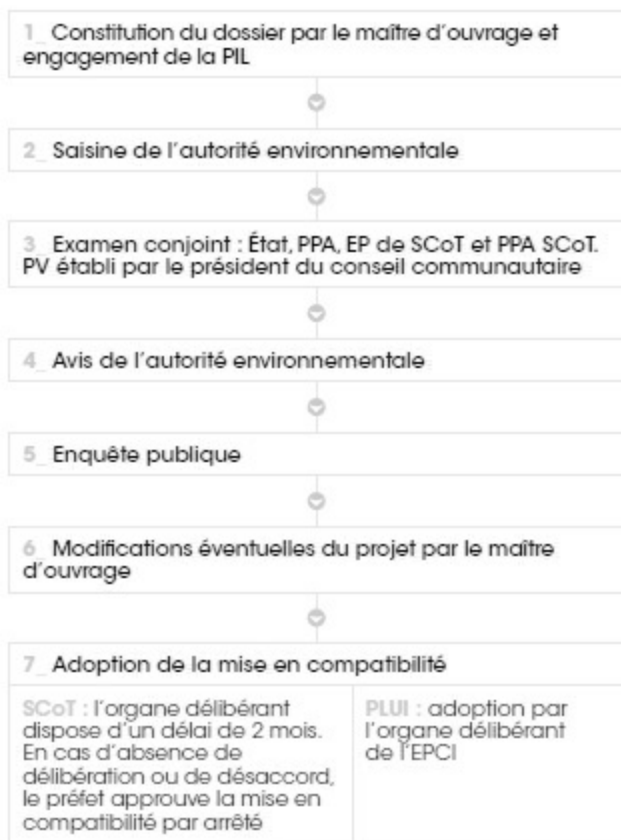 1_ Constitution du dossier par le maître d'ouvrage et
engagement de la PIL
2_ Saisine de l'autorité environnementale
3_ Examen conjoint : État, PPA, EP de SCoT et PPA SCoT.
PV établi par le président du conseil communautaire
4_ Avis de l'autorité environnementale
5_ Enquête publique
6_ Modifications éventuelles du projet par le maître
d'ouvrage
7_ Adoption de la mise en compatibilité
SCoT : l'organe délibérant
dispose d'un délai de 2 mois.
En cas d'absence de
délibération ou de désaccord,
le préfet approuve la mise en
compatibilité par arrêté
PLUI : adoption par
l'organe délibérant
de l'EPCI